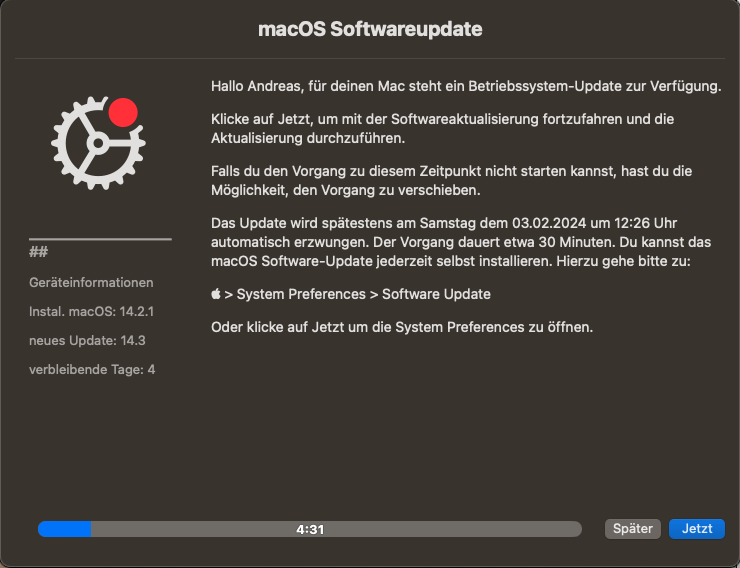 macOS Softwareupdate
Hallo Andreas, für deinen Mac steht ein Betriebssystem-Update zur Verfügung.
Klicke auf Jetzt, um mit der Softwareaktualisierung fortzufahren und die
Aktualisierung durchzuführen.
Falls du den Vorgang zu diesem Zeitpunkt nicht starten kannst, hast du die
Möglichkeit, den Vorgang zu verschieben.
Das Update wird spätestens am Samstag dem 03.02.2024 um 12:26 Uhr
automatisch erzwungen. Der Vorgang dauert etwa 30 Minuten. Du kannst das
macOS Software-Update jederzeit selbst installieren. Hierzu gehe bitte zu:
 > System Preferences > Software Update
Oder klicke auf Jetzt um die System Preferences zu öffnen.
##
Geräteinformationen
Instal. macOS: 14.2.1
neues Update: 14.3
verbleibende Tage: 4
4:31
Später
Jetzt